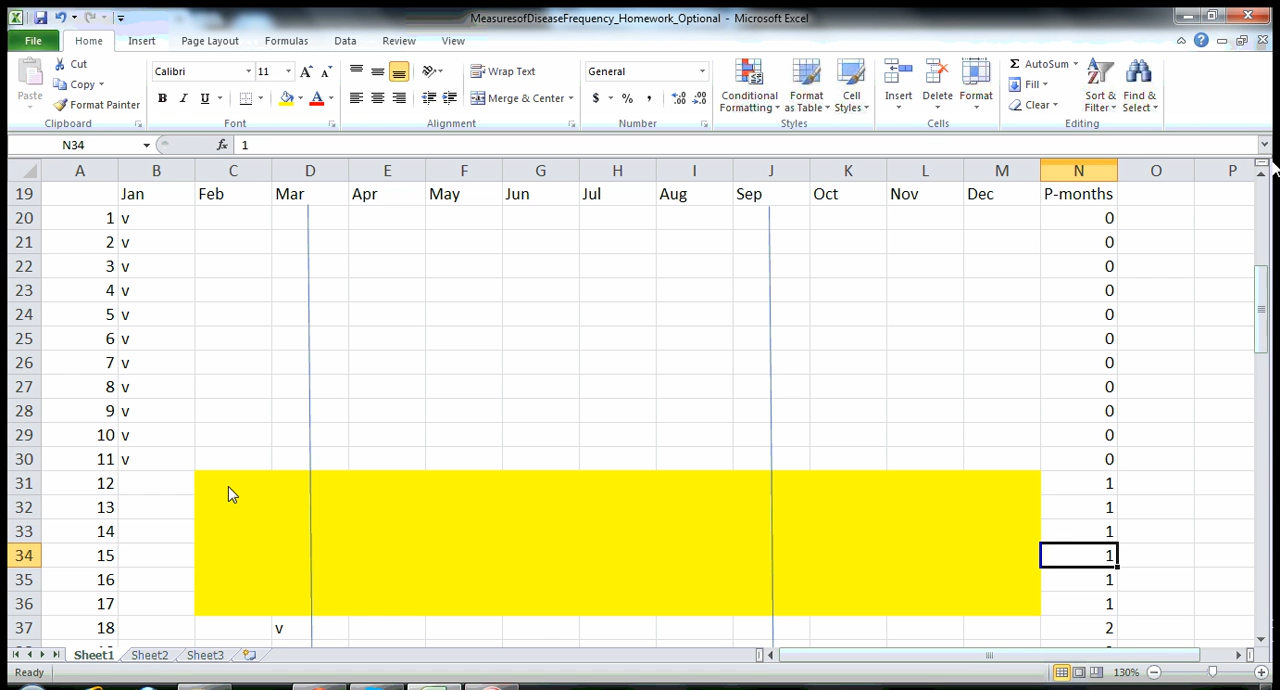 MeasuresofDiseaseFrequency_Homework_Optional - Microsoft Excel
File Home Insert Page Layout Formulas Data Review View
Paste Cut Copy Format Painter Clipboard
Calibri 11 A A B I U A Font
Wrap Text Merge & Center Alignment
General $ % , .00 .00 Number
Conditional Formatting Format as Table Cell Styles Styles
Insert Delete Format Cells
Σ AutoSum Fill Clear Sort & Filter Find & Select Editing
N34 fx 1
A B C D E F G H I J K L M N O P
19 Jan Feb Mar Apr May Jun Jul Aug Sep Oct Nov Dec P-months
20 1 v 0
21 2 v 0
22 3 v 0
23 4 v 0
24 5 v 0
25 6 v 0
26 7 v 0
27 8 v 0
28 9 v 0
29 10 v 0
30 11 v 0
31 12 1
32 13 1
33 14 1
34 15 1
35 16 1
36 17 1
37 18 v 2
Sheet1 Sheet2 Sheet3
Ready 130%